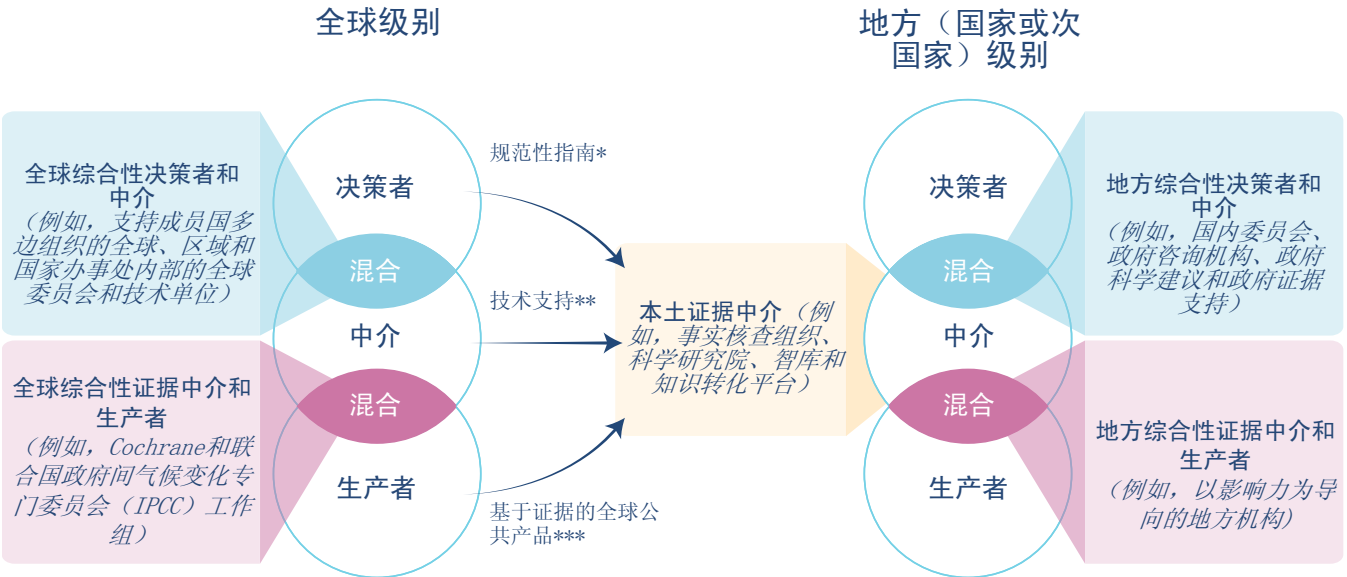 全球级别
地方（国家或次
国家）级别
全球综合性决策者和
中介
（例如，支持成员国多
边组织的全球、区域和
国家办事处内部的全球
委员会和技术单位）
全球综合性证据中介和
生产者
（例如，Cochrane和联
合国政府间气候变化专
门委员会（IPCC）工作
组）
决策者
混合
中介
混合
生产者
规范性指南*
技术支持**
基于证据的全球公
共产品***
本土证据中介（例
如，事实核查组织、
科学研究院、智库和
知识转化平台）
决策者
混合
中介
混合
生产者
地方综合性决策者和
中介
（例如，国内委员会、
政府咨询机构、政府
科学建议和政府证据
支持）
地方综合性证据中介和
生产者
（例如，以影响力为导
向的地方机构)